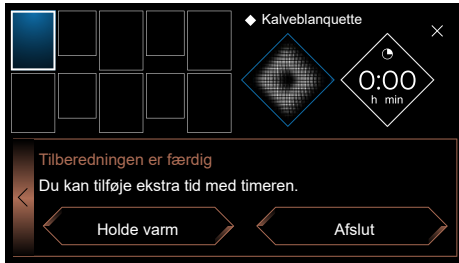 Kalveblanquette
0:00
h min
Tilberedningen er færdig
Du kan tilføje ekstra tid med timeren.
Holde varm
Afslut